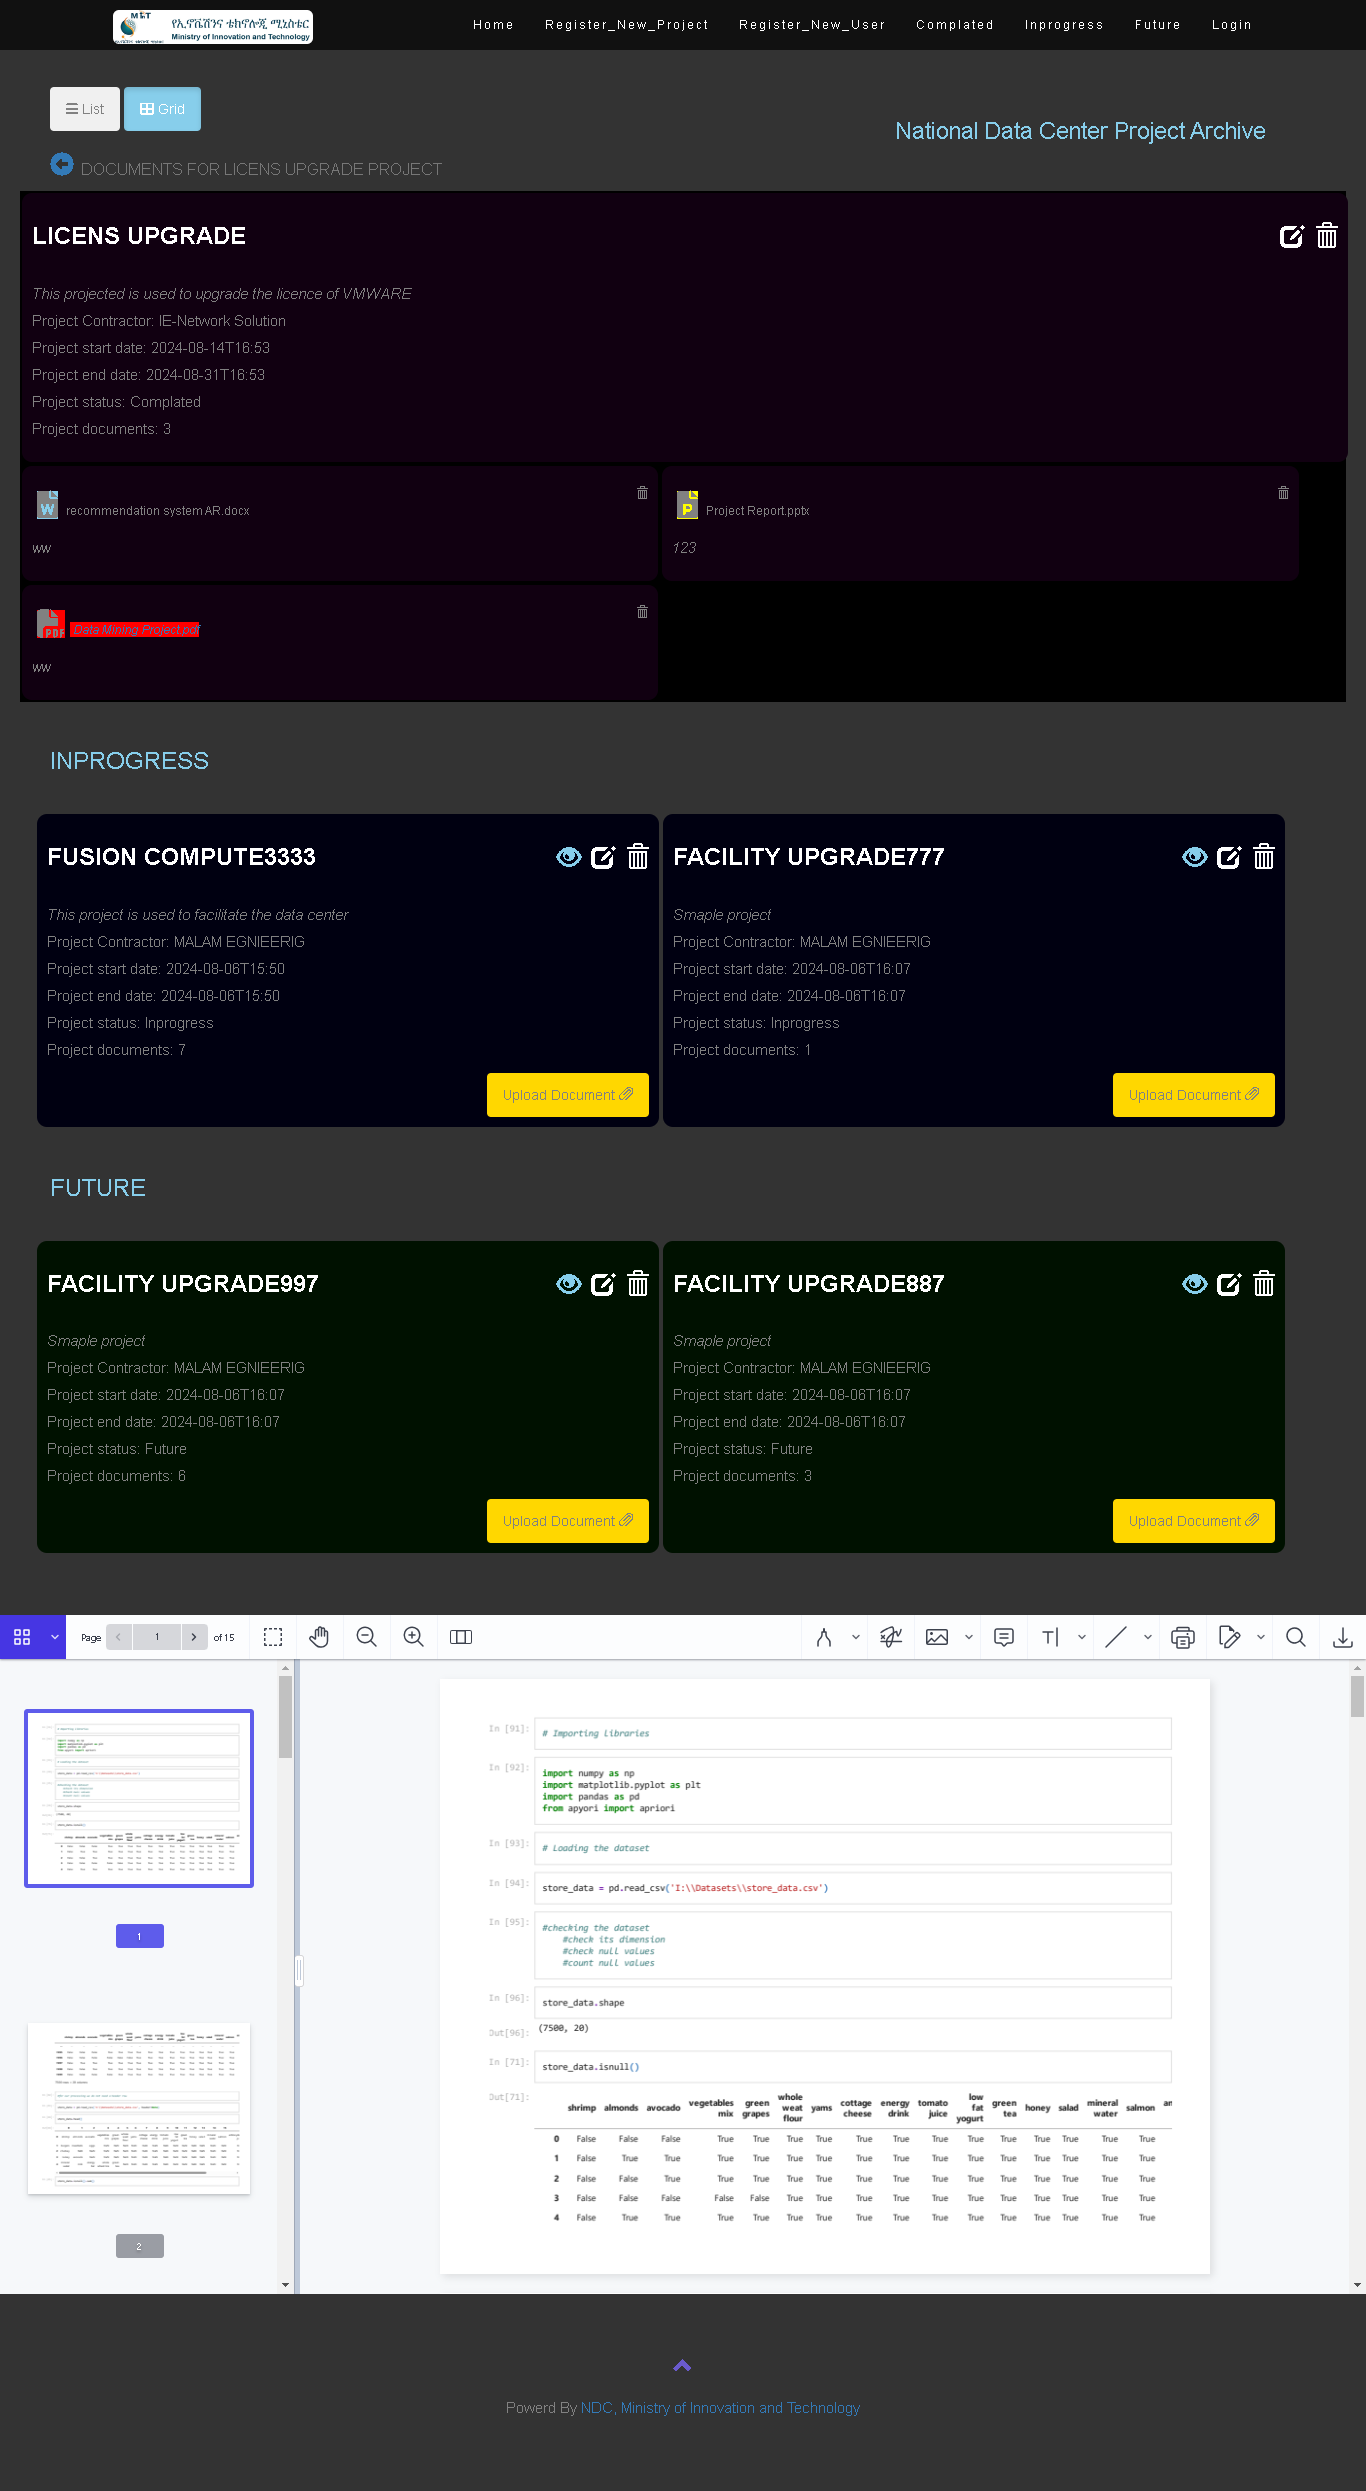 M i T
የኢኖቬሽንና ቴክኖሎጂ ሚኒስቴር
Ministry of Innovation and Technology
Home Register_New_Project Register_New_User Complated Inprogress Future Login
List Grid
National Data Center Project Archive
DOCUMENTS FOR LICENS UPGRADE PROJECT
LICENS UPGRADE
This projected is used to upgrade the licence of VMWARE
Project Contractor: IE-Network Solution
Project start date: 2024-08-14T16:53
Project end date: 2024-08-31T16:53
Project status: Complated
Project documents: 3
W recommendation system AR.docx
ww
P Project Report.pptx
123
PDF Data Mining Project.pdf
ww
INPROGRESS
FUSION COMPUTE3333
This project is used to facilitate the data center
Project Contractor: MALAM EGNIEERIG
Project start date: 2024-08-06T15:50
Project end date: 2024-08-06T15:50
Project status: Inprogress
Project documents: 7
Upload Document
FACILITY UPGRADE777
Smaple project
Project Contractor: MALAM EGNIEERIG
Project start date: 2024-08-06T16:07
Project end date: 2024-08-06T16:07
Project status: Inprogress
Project documents: 1
Upload Document
FUTURE
FACILITY UPGRADE997
Smaple project
Project Contractor: MALAM EGNIEERIG
Project start date: 2024-08-06T16:07
Project end date: 2024-08-06T16:07
Project status: Future
Project documents: 6
Upload Document
FACILITY UPGRADE887
Smaple project
Project Contractor: MALAM EGNIEERIG
Project start date: 2024-08-06T16:07
Project end date: 2024-08-06T16:07
Project status: Future
Project documents: 3
Upload Document
Page 1 of 15
1
2
In [91]: # Importing libraries
In [92]: import numpy as np
import matplotlib.pyplot as plt
import pandas as pd
from apyori import apriori
In [93]: # Loading the dataset
In [94]: store_data = pd.read_csv('I:\\Datasets\\store_data.csv')
In [95]: #checking the dataset
#check its dimension
#check null values
#count null values
In [96]: store_data.shape
Out[96]: (7500, 20)
In [71]: store_data.isnull()
Out[71]:
shrimp almonds avocado vegetables mix green grapes whole weat flour yams cottage cheese energy drink tomato juice low fat yogurt green tea honey salad mineral water salmon an
0 False False False True True True True True True True True True True True True True
1 False True True True True True True True True True True True True True True True
2 False False True True True True True True True True True True True True True True
3 False False False False False True True True True True True True True True True True
4 False True True True True True True True True True True True True True True True
Powerd By NDC, Ministry of Innovation and Technology